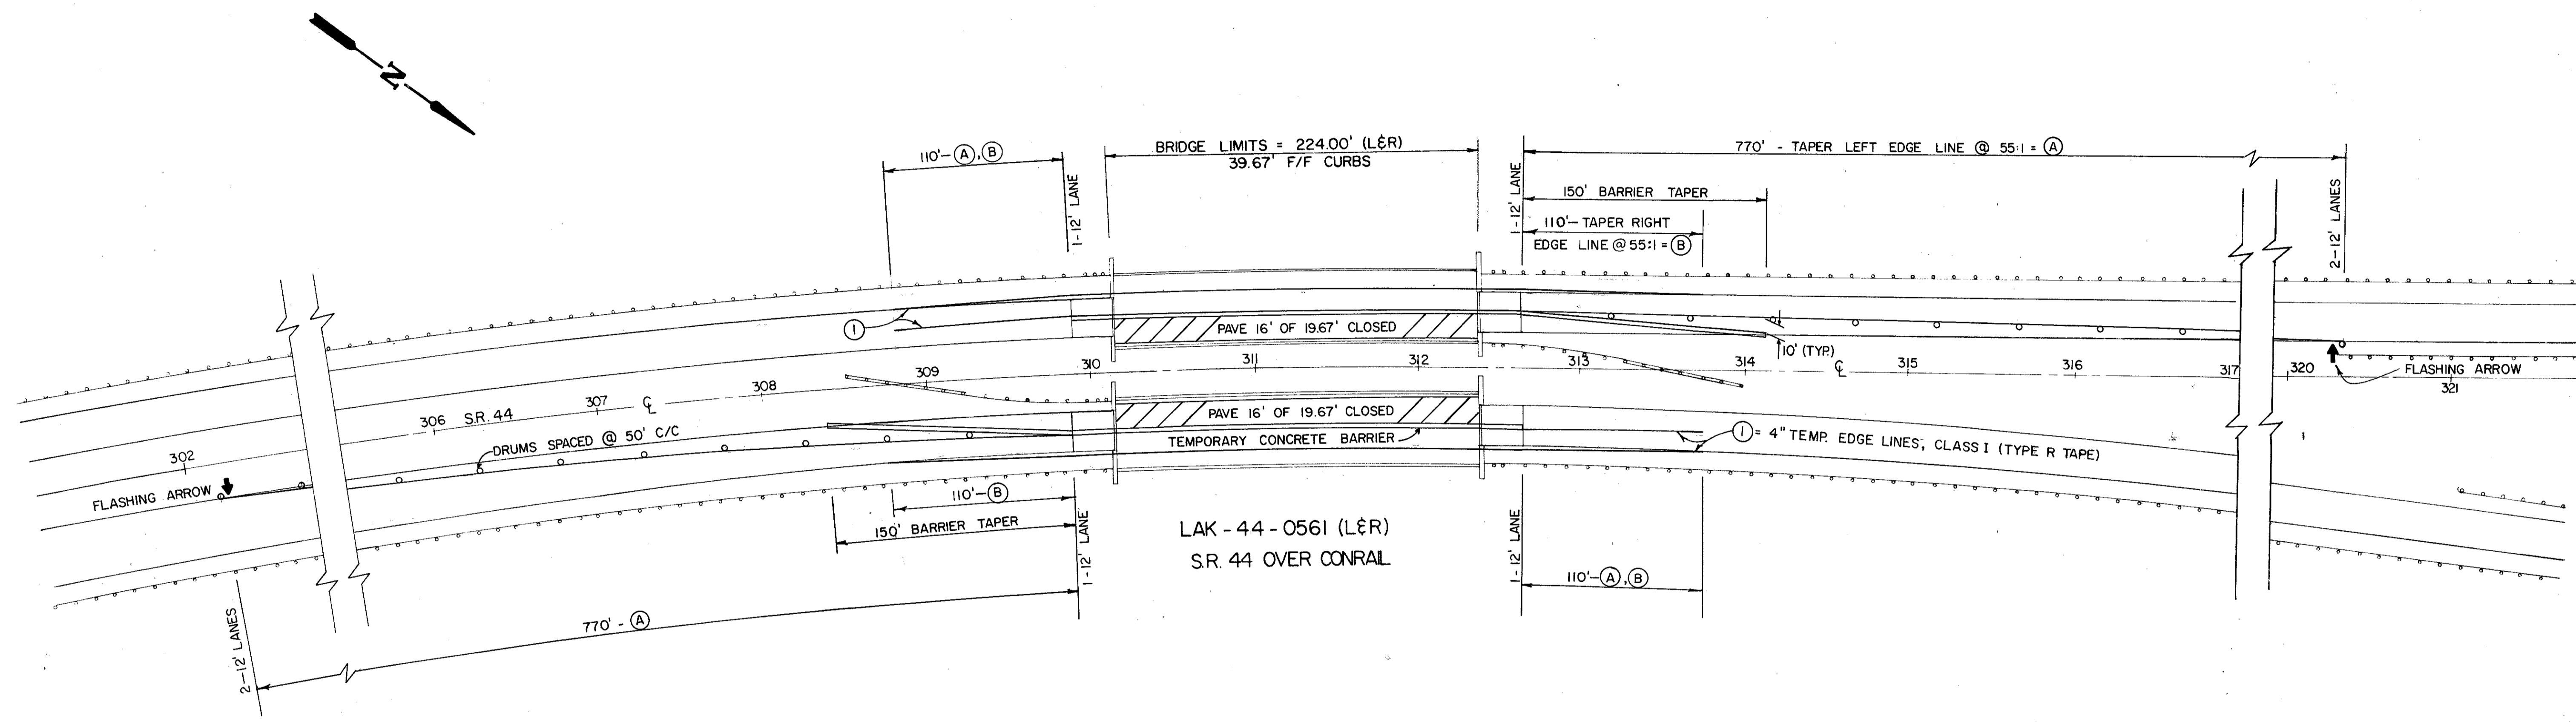 N
110'-Ⓐ,Ⓑ
1-12' LANE
BRIDGE LIMITS = 224.00' (L&R)
39.67' F/F CURBS
1-12' LANE
770' - TAPER LEFT EDGE LINE @ 55:1 = Ⓐ
150' BARRIER TAPER
110'-TAPER RIGHT
EDGE LINE @ 55:1 = Ⓑ
2-12' LANES
①
PAVE 16' OF 19.67' CLOSED
10' (TYP.)
302
306 S.R. 44 307 ℄ 308 309 310 311 312 313 314 ℄ 315 316 317 320 321
FLASHING ARROW
PAVE 16' OF 19.67' CLOSED
DRUMS SPACED @ 50' C/C
TEMPORARY CONCRETE BARRIER
① = 4" TEMP. EDGE LINES, CLASS I (TYPE R TAPE)
FLASHING ARROW
110'-Ⓑ
150' BARRIER TAPER
1-12' LANE
LAK-44-0561 (L&R)
S.R. 44 OVER CONRAIL
1-12' LANE
110'-Ⓐ,Ⓑ
2-12' LANES
770' - Ⓐ